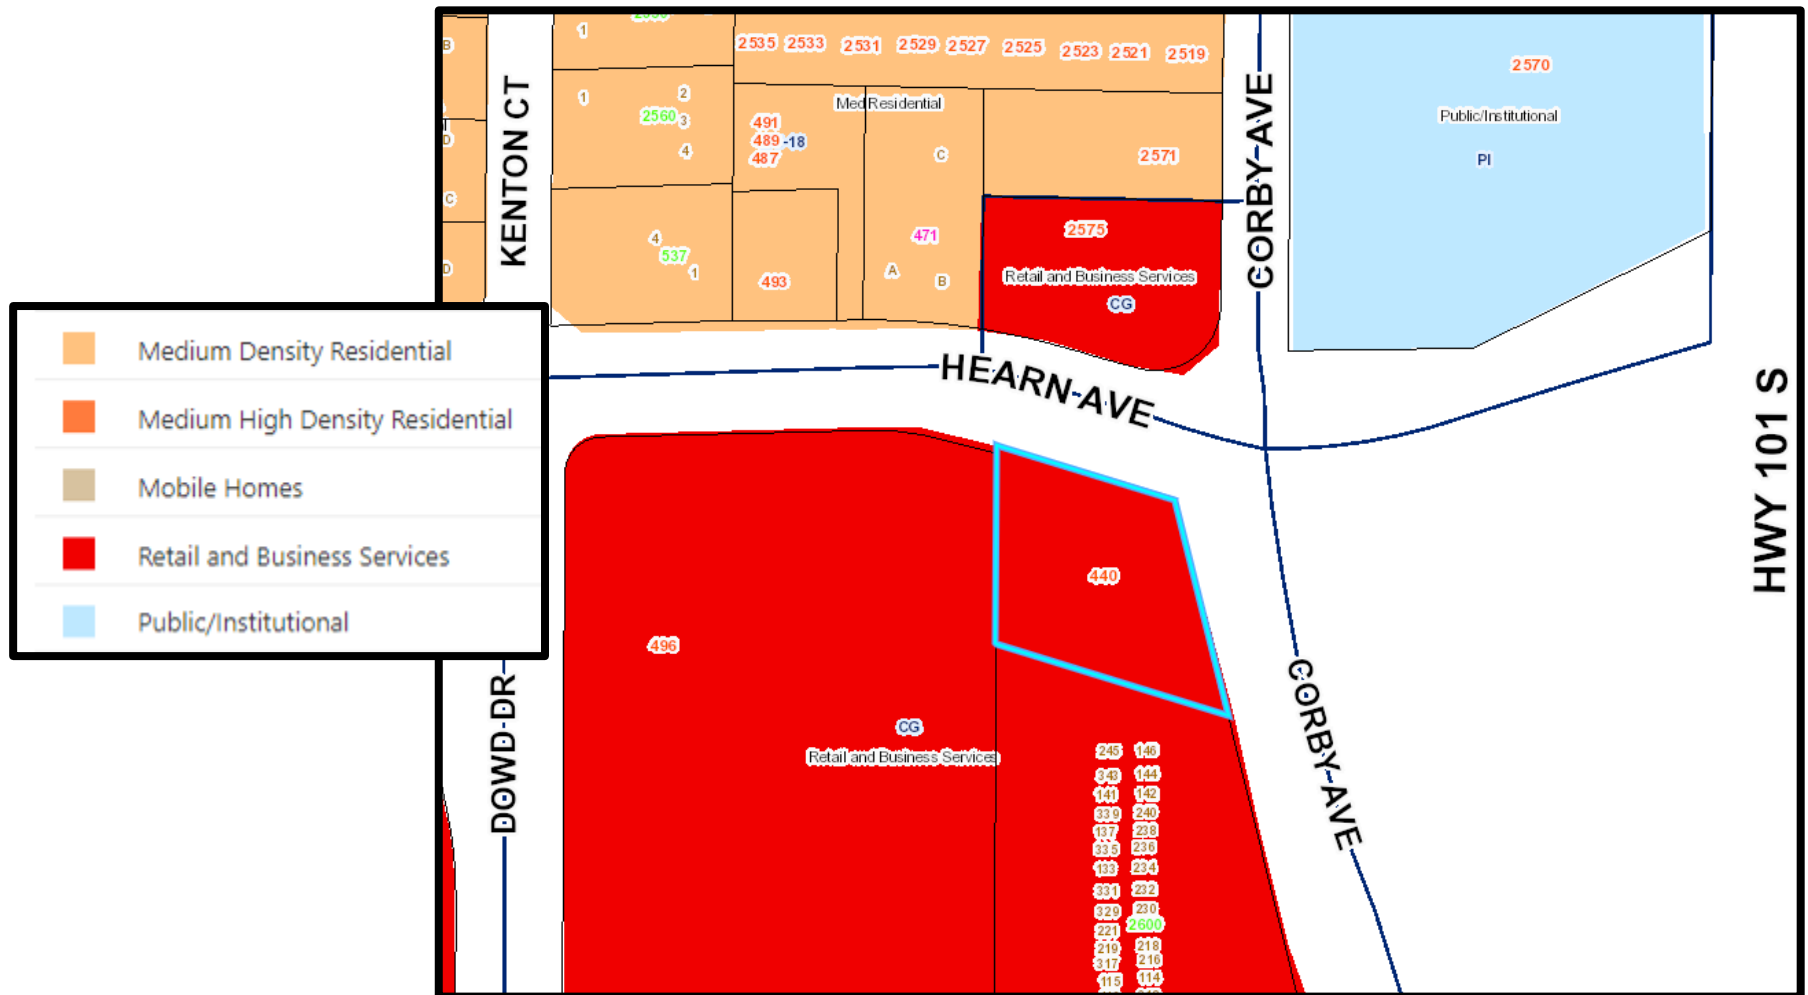 2535 2533 2531 2529 2527 2525 2523 2521 2519
2570
1
B
1
2
2560 3
4
Med Residential
491
489 -18
487
C
2571
Public/Institutional
PI
D
C
D
KENTON CT
CORBY AVE
4
537
1
493
471
A
B
2575
Retail and Business Services
CG
HEARN AVE
HWY 101 S
Medium Density Residential
Medium High Density Residential
Mobile Homes
Retail and Business Services
Public/Institutional
440
496
CG
Retail and Business Services
DOWD DR
CORBY AVE
245 146
343 144
141 142
339 240
137 238
335 236
133 234
331 232
329 230
2600
221
219 218
317 216
115 114